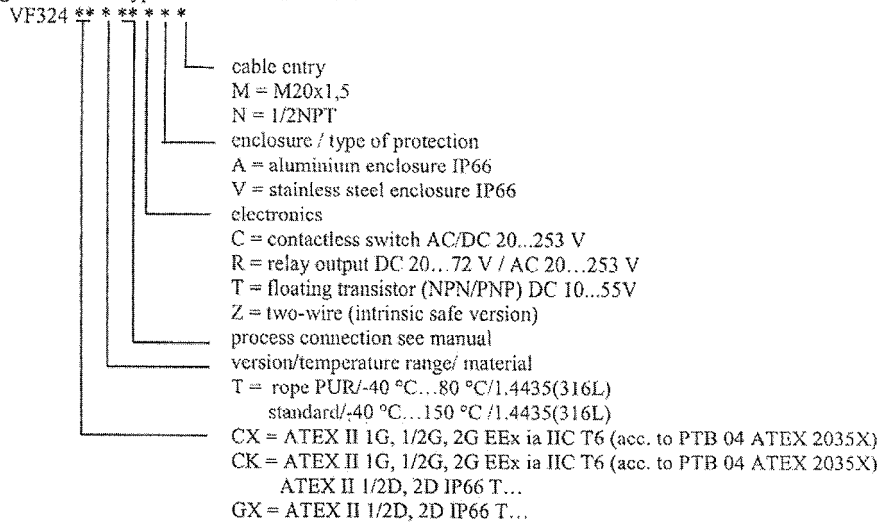 VF324 ** * ** * * *
cable entry
M = M20x1,5
N = 1/2NPT
enclosure / type of protection
A = aluminium enclosure IP66
V = stainless steel enclosure IP66
electronics
C = contactless switch AC/DC 20...253 V
R = relay output DC 20...72 V / AC 20...253 V
T = floating transistor (NPN/PNP) DC 10...55V
Z = two-wire (intrinsic safe version)
process connection see manual
version/temperature range/ material
T = rope PUR/-40 °C...80 °C/1.4435(316L)
standard/-40 °C...150 °C /1.4435(316L)
CX = ATEX II 1G, 1/2G, 2G EEx ia IIC T6 (acc. to PTB 04 ATEX 2035X)
CK = ATEX II 1G, 1/2G, 2G EEx ia IIC T6 (acc. to PTB 04 ATEX 2035X)
ATEX II 1/2D, 2D IP66 T...
GX = ATEX II 1/2D, 2D IP66 T...